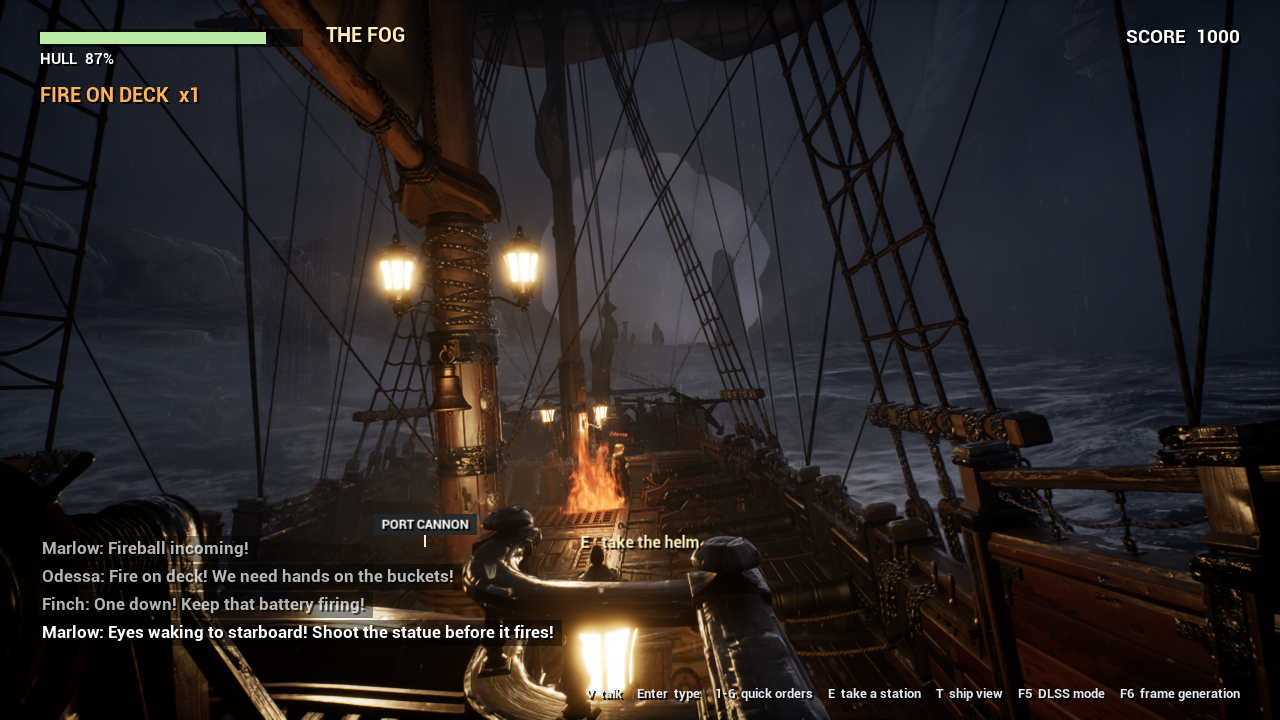 THE FOG
SCORE 1000
HULL 87%
FIRE ON DECK x1
Odessa
PORT CANNON
E / take the helm
Marlow: Fireball incoming!
Odessa: Fire on deck! We need hands on the buckets!
Finch: One down! Keep that battery firing!
Marlow: Eyes waking to starboard! Shoot the statue before it fires!
V talk Enter type 1-6 quick orders E take a station T ship view F5 DLSS mode F6 frame generation